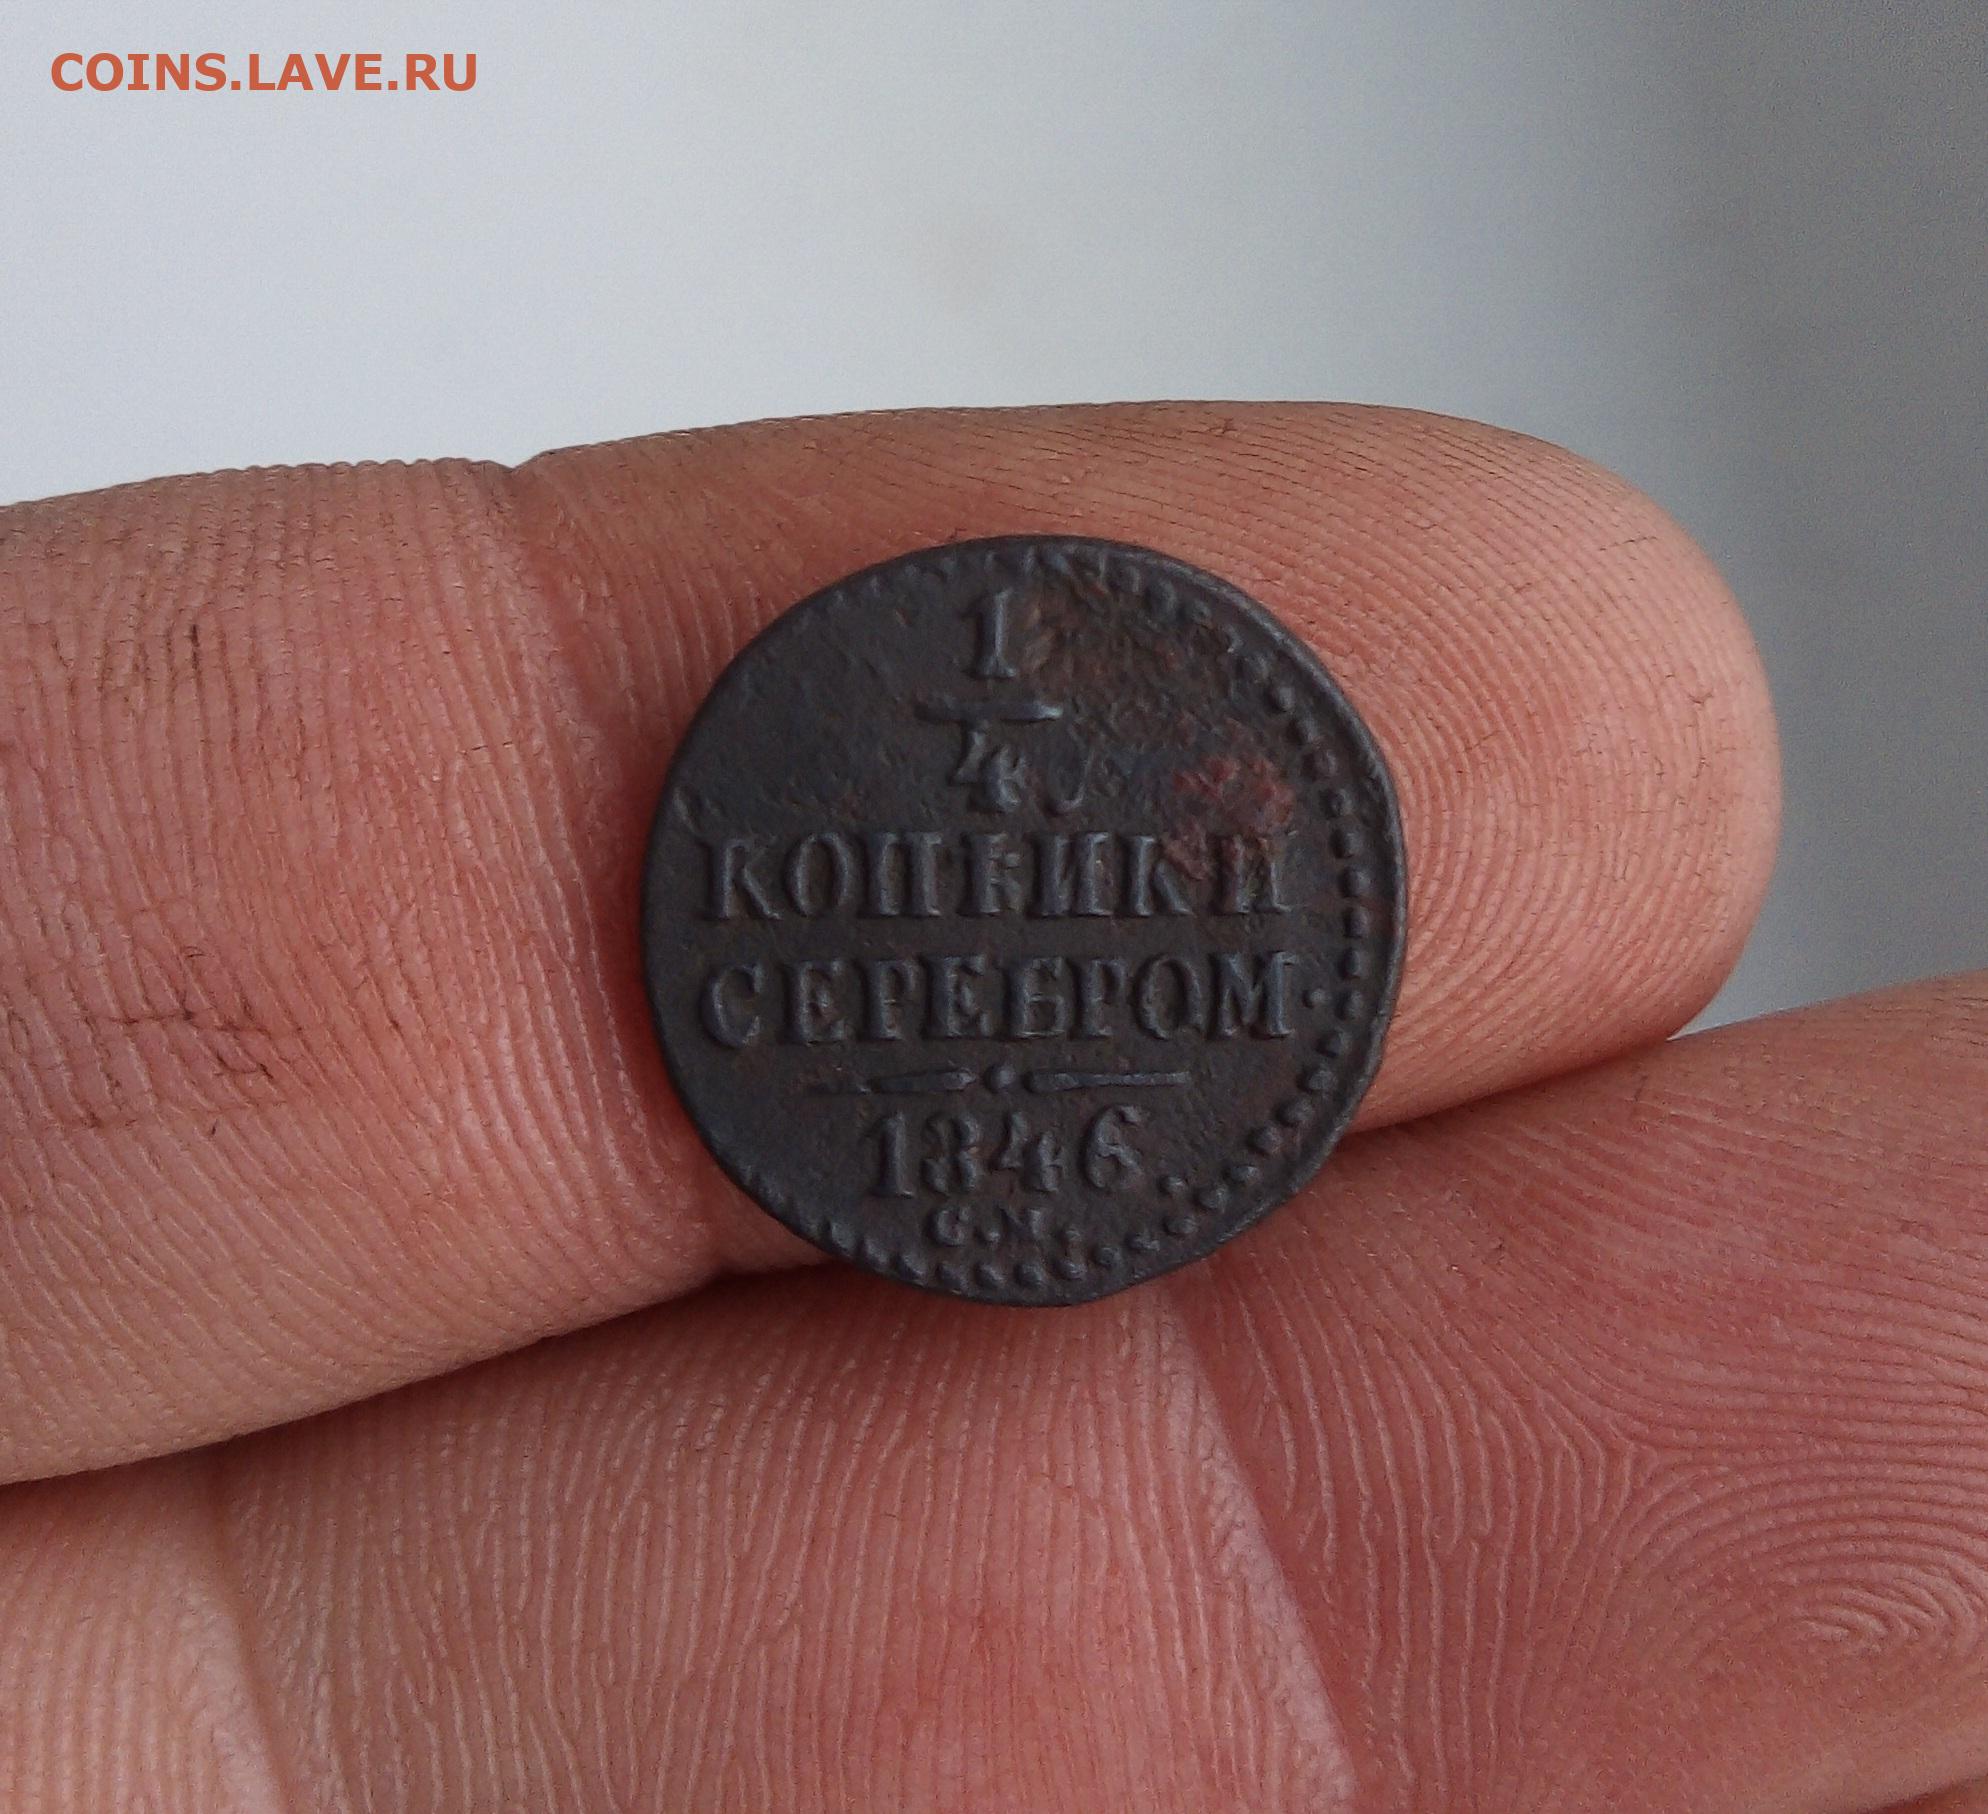 COINS.LAVE.RU
1
4
КОПѢЙКИ
СЕРЕБРОМ·
1846.
С.М.